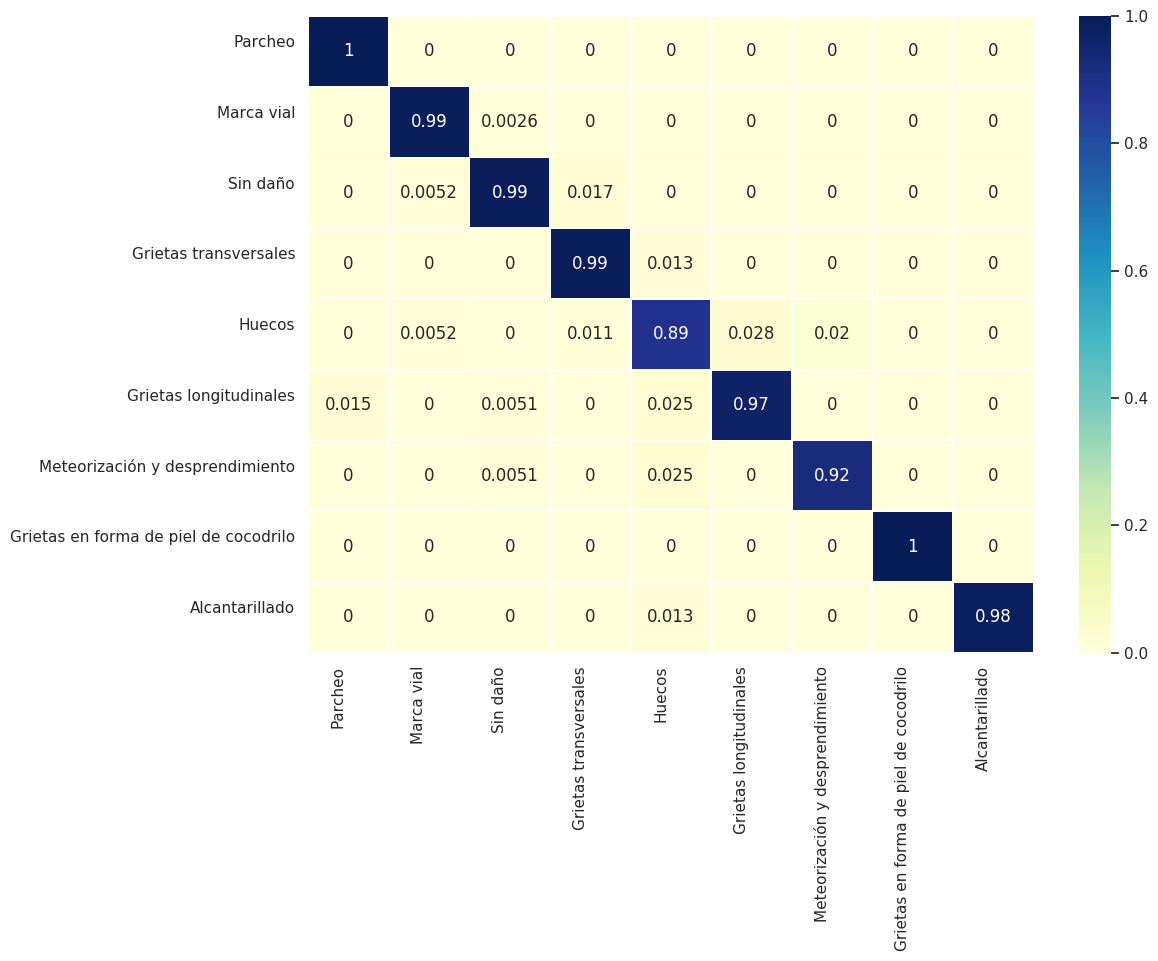 Parcheo 1 0 0 0 0 0 0 0 0
Marca vial 0 0.99 0.0026 0 0 0 0 0 0
Sin daño 0 0.0052 0.99 0.017 0 0 0 0 0
Grietas transversales 0 0 0 0.99 0.013 0 0 0 0
Huecos 0 0.0052 0 0.011 0.89 0.028 0.02 0 0
Grietas longitudinales 0.015 0 0.0051 0 0.025 0.97 0 0 0
Meteorización y desprendimiento 0 0 0.0051 0 0.025 0 0.92 0 0
Grietas en forma de piel de cocodrilo 0 0 0 0 0 0 0 1 0
Alcantarillado 0 0 0 0 0.013 0 0 0 0.98
Parcheo
Marca vial
Sin daño
Grietas transversales
Huecos
Grietas longitudinales
Meteorización y desprendimiento
Grietas en forma de piel de cocodrilo
Alcantarillado
1.0
0.8
0.6
0.4
0.2
0.0